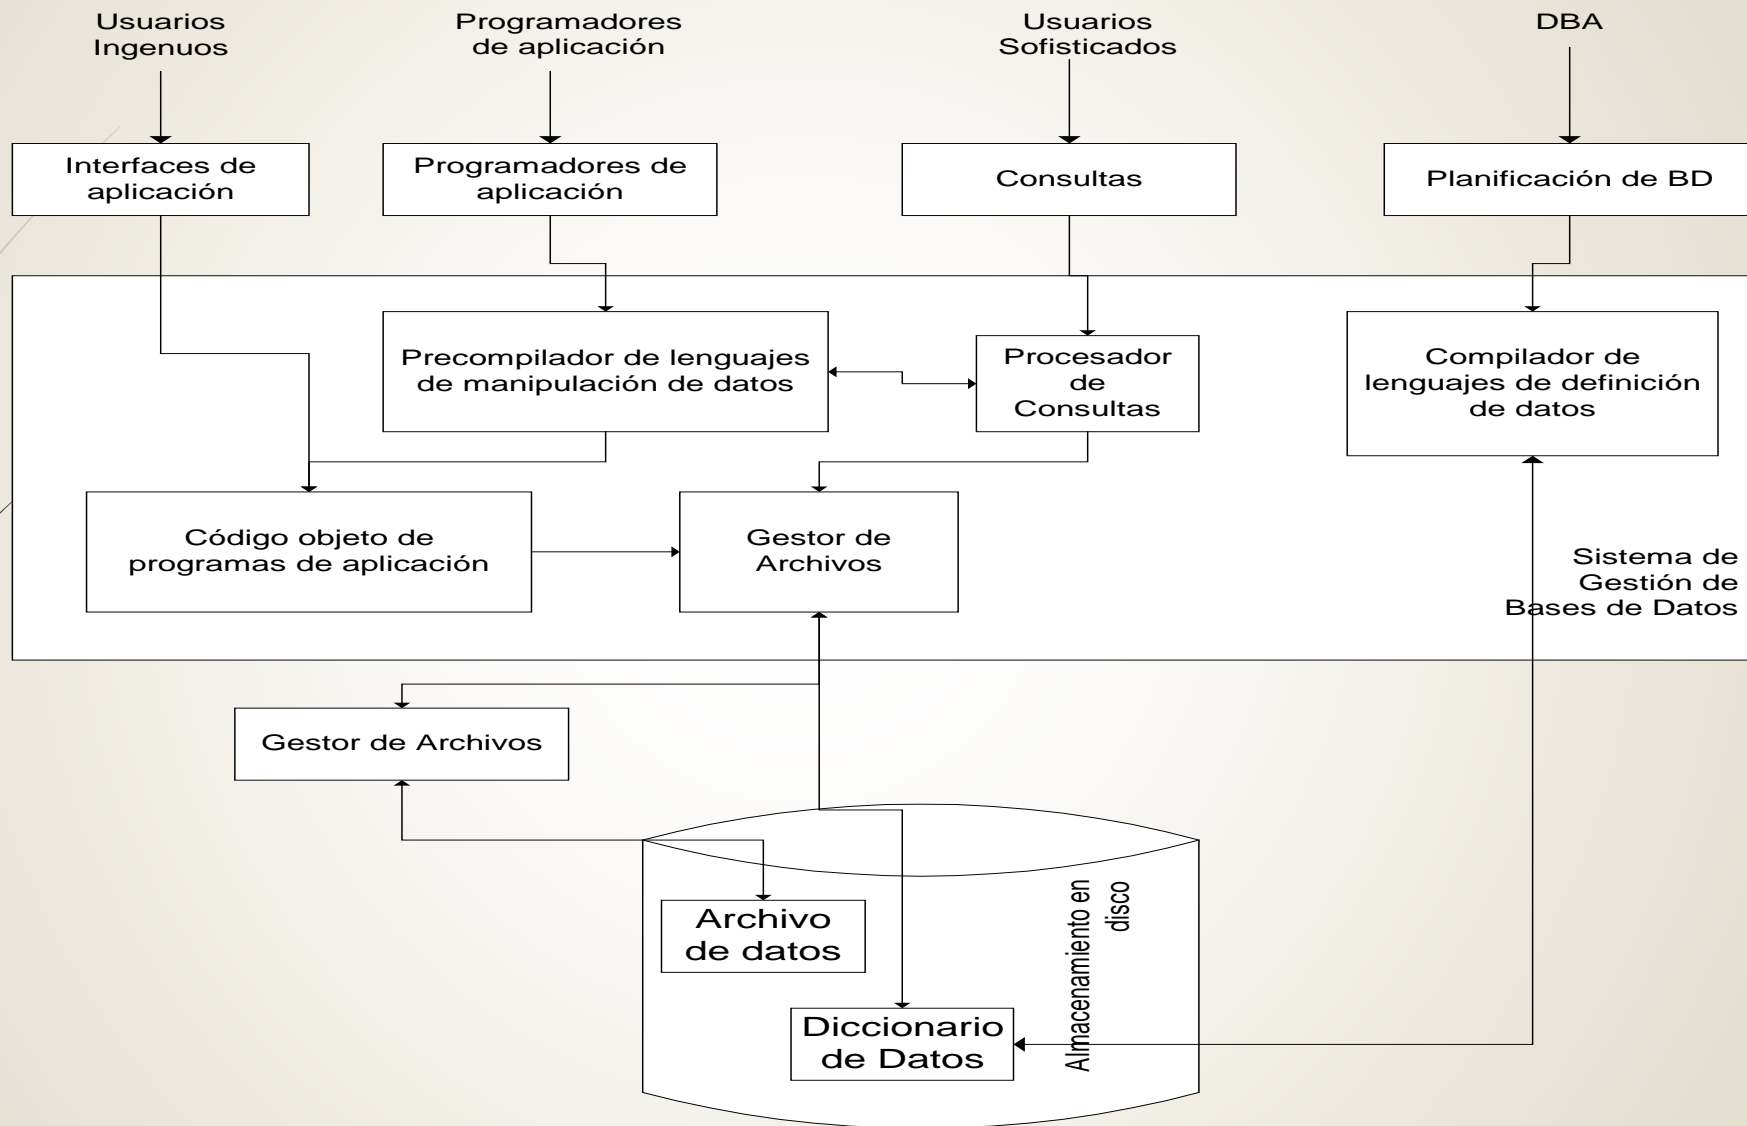 Usuarios
Ingenuos
Programadores
de aplicación
Usuarios
Sofisticados
DBA
Interfaces de
aplicación
Programadores de
aplicación
Consultas
Planificación de BD
Precompilador de lenguajes
de manipulación de datos
Procesador
de
Consultas
Compilador de
lenguajes de definición
de datos
Código objeto de
programas de aplicación
Gestor de
Archivos
Sistema de
Gestión de
Bases de Datos
Gestor de Archivos
Archivo
de datos
Almacenamiento en
disco
Diccionario
de Datos